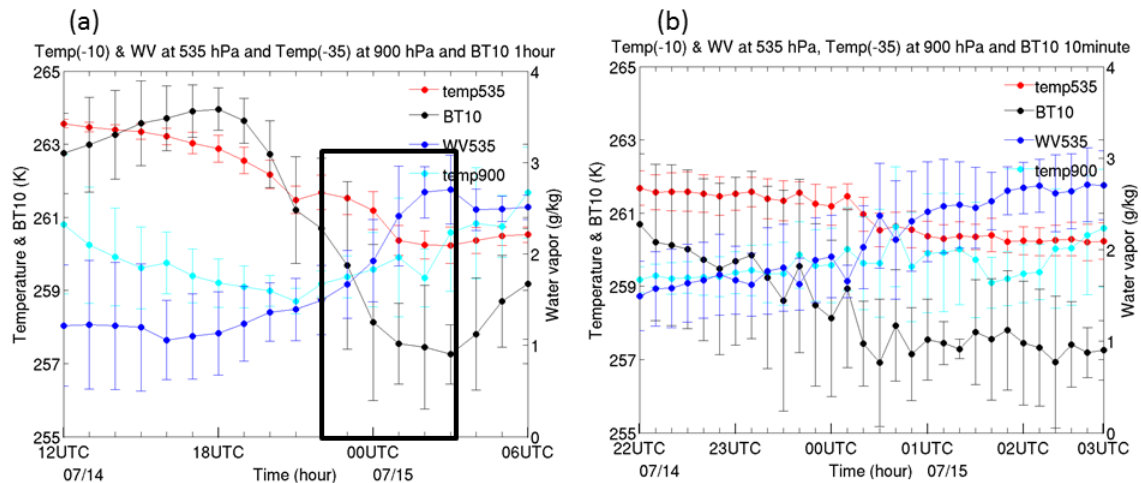 (a)
Temp(-10) & WV at 535 hPa and Temp(-35) at 900 hPa and BT10 1hour
265
263
261
259
257
255
Temperature & BT10 (K)
4
3
2
1
0
Water vapor (g/kg)
temp535
BT10
WV535
temp900
12UTC
18UTC
00UTC
06UTC
07/14
Time (hour)
07/15
(b)
Temp(-10) & WV at 535 hPa, Temp(-35) at 900 hPa and BT10 10minute
265
263
261
259
257
255
Temperature & BT10 (K)
4
3
2
1
0
Water vapor (g/kg)
temp535
BT10
WV535
temp900
22UTC
23UTC
00UTC
01UTC
02UTC
03UTC
07/14
Time (hour)
07/15